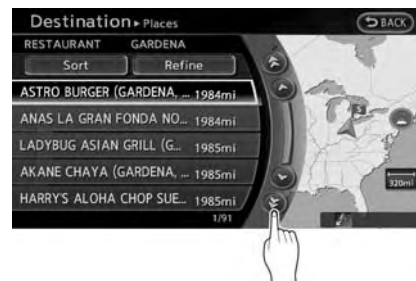 Destination ▸ Places
BACK
RESTAURANT GARDENA
Sort Refine
ASTRO BURGER (GARDENA, ... 1984mi
ANAS LA GRAN FONDA NO... 1984mi
LADYBUG ASIAN GRILL (G... 1985mi
AKANE CHAYA (GARDENA, ... 1985mi
HARRY'S ALOHA CHOP SUE... 1985mi
1/91
320mi